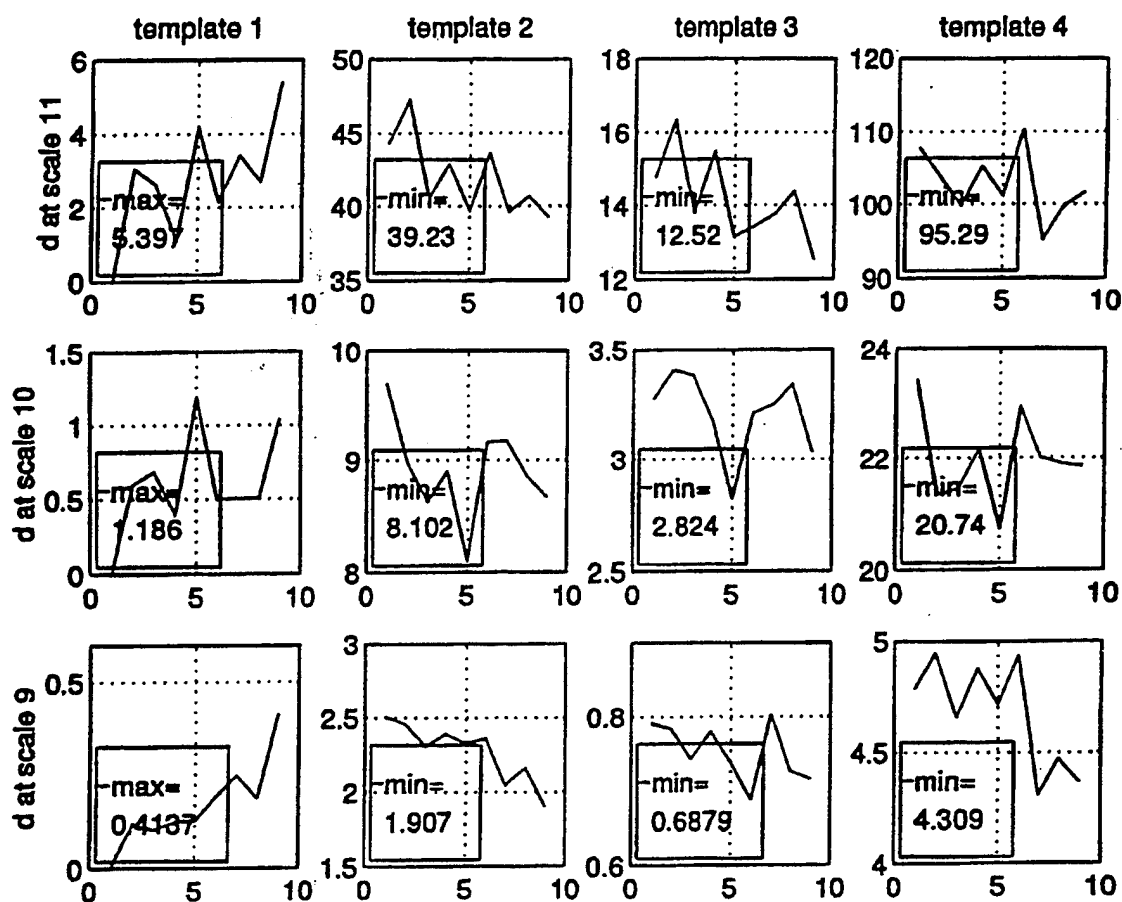 template 1 template 2 template 3 template 4
d at scale 11
6
4
2
0
max=
5.397
0 5 10
50
45
40
35
min=
39.23
0 5 10
18
16
14
12
min=
12.52
0 5 10
120
110
100
90
min=
95.29
0 5 10
d at scale 10
1.5
1
0.5
0
max=
1.186
0 5 10
10
9
8
min=
8.102
0 5 10
3.5
3
2.5
min=
2.824
0 5 10
24
22
20
min=
20.74
0 5 10
d at scale 9
0.5
0
max=
0.4137
0 5 10
3
2.5
2
1.5
min=
1.907
0 5 10
0.8
0.6
min=
0.6879
0 5 10
5
4.5
4
min=
4.309
0 5 10